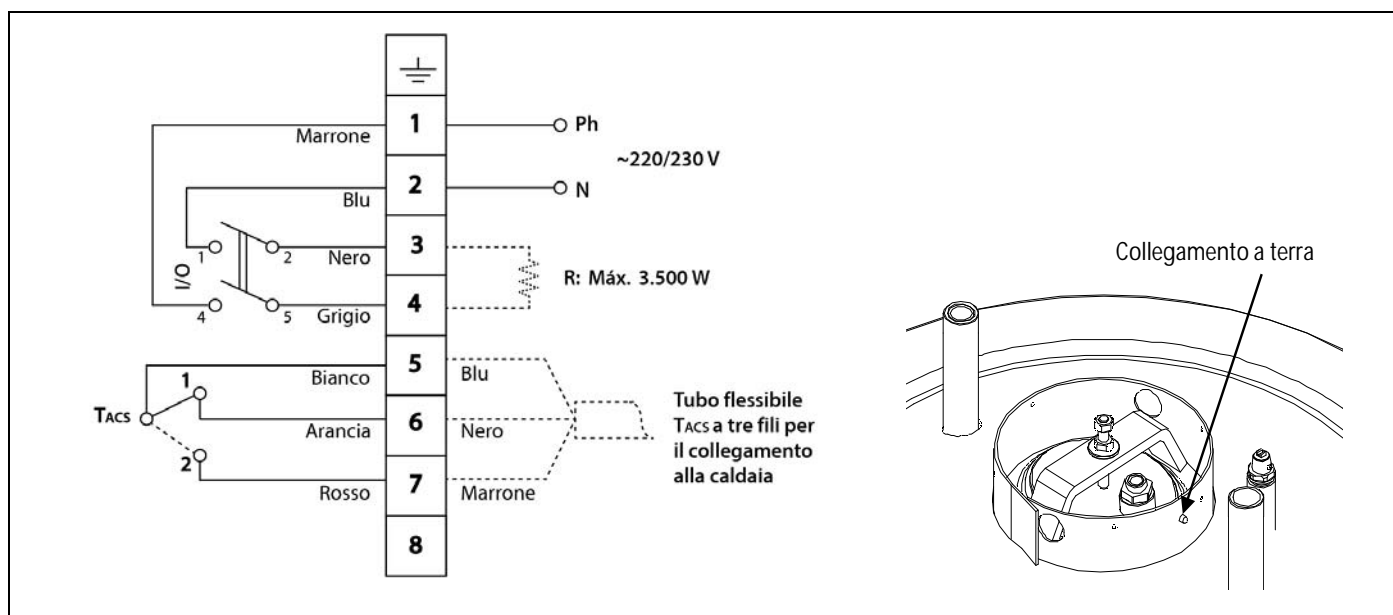 Marrone
1
Ph
~220/230 V
Blu
2
N
1
2
Nero
3
I/O
R: Máx. 3.500 W
4
5
Grigio
4
Bianco
5
Blu
TACS
1
Arancia
6
Nero
2
Rosso
7
Marrone
8
Tubo flessibile
TACS a tre fili per
il collegamento
alla caldaia
Collegamento a terra